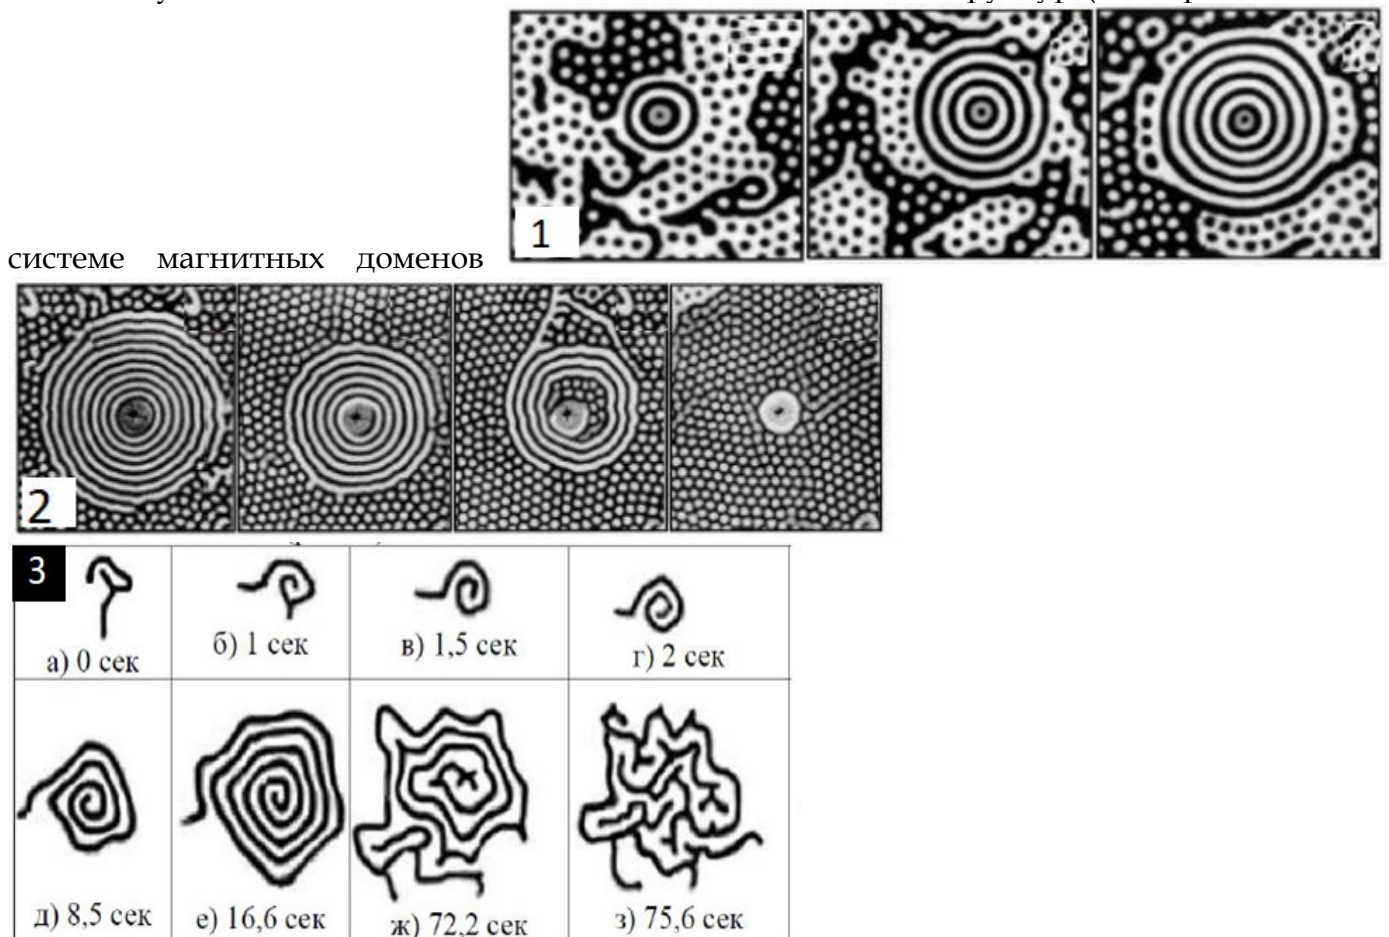 1
системе магнитных доменов
2
3
а) 0 сек
б) 1 сек
в) 1,5 сек
г) 2 сек
д) 8,5 сек
е) 16,6 сек
ж) 72,2 сек
з) 75,6 сек